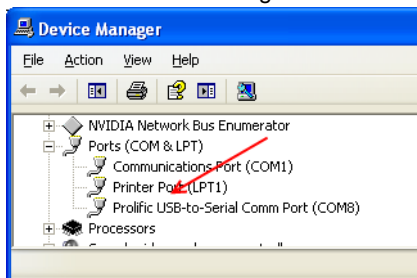 Device Manager
File Action View Help
NVIDIA Network Bus Enumerator
Ports (COM & LPT)
Communications Port (COM1)
Printer Port (LPT1)
Prolific USB-to-Serial Comm Port (COM8)
Processors